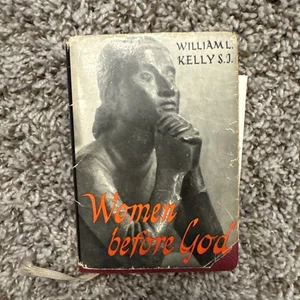 WILLIAM L.
KELLY S.J.
Women
before God